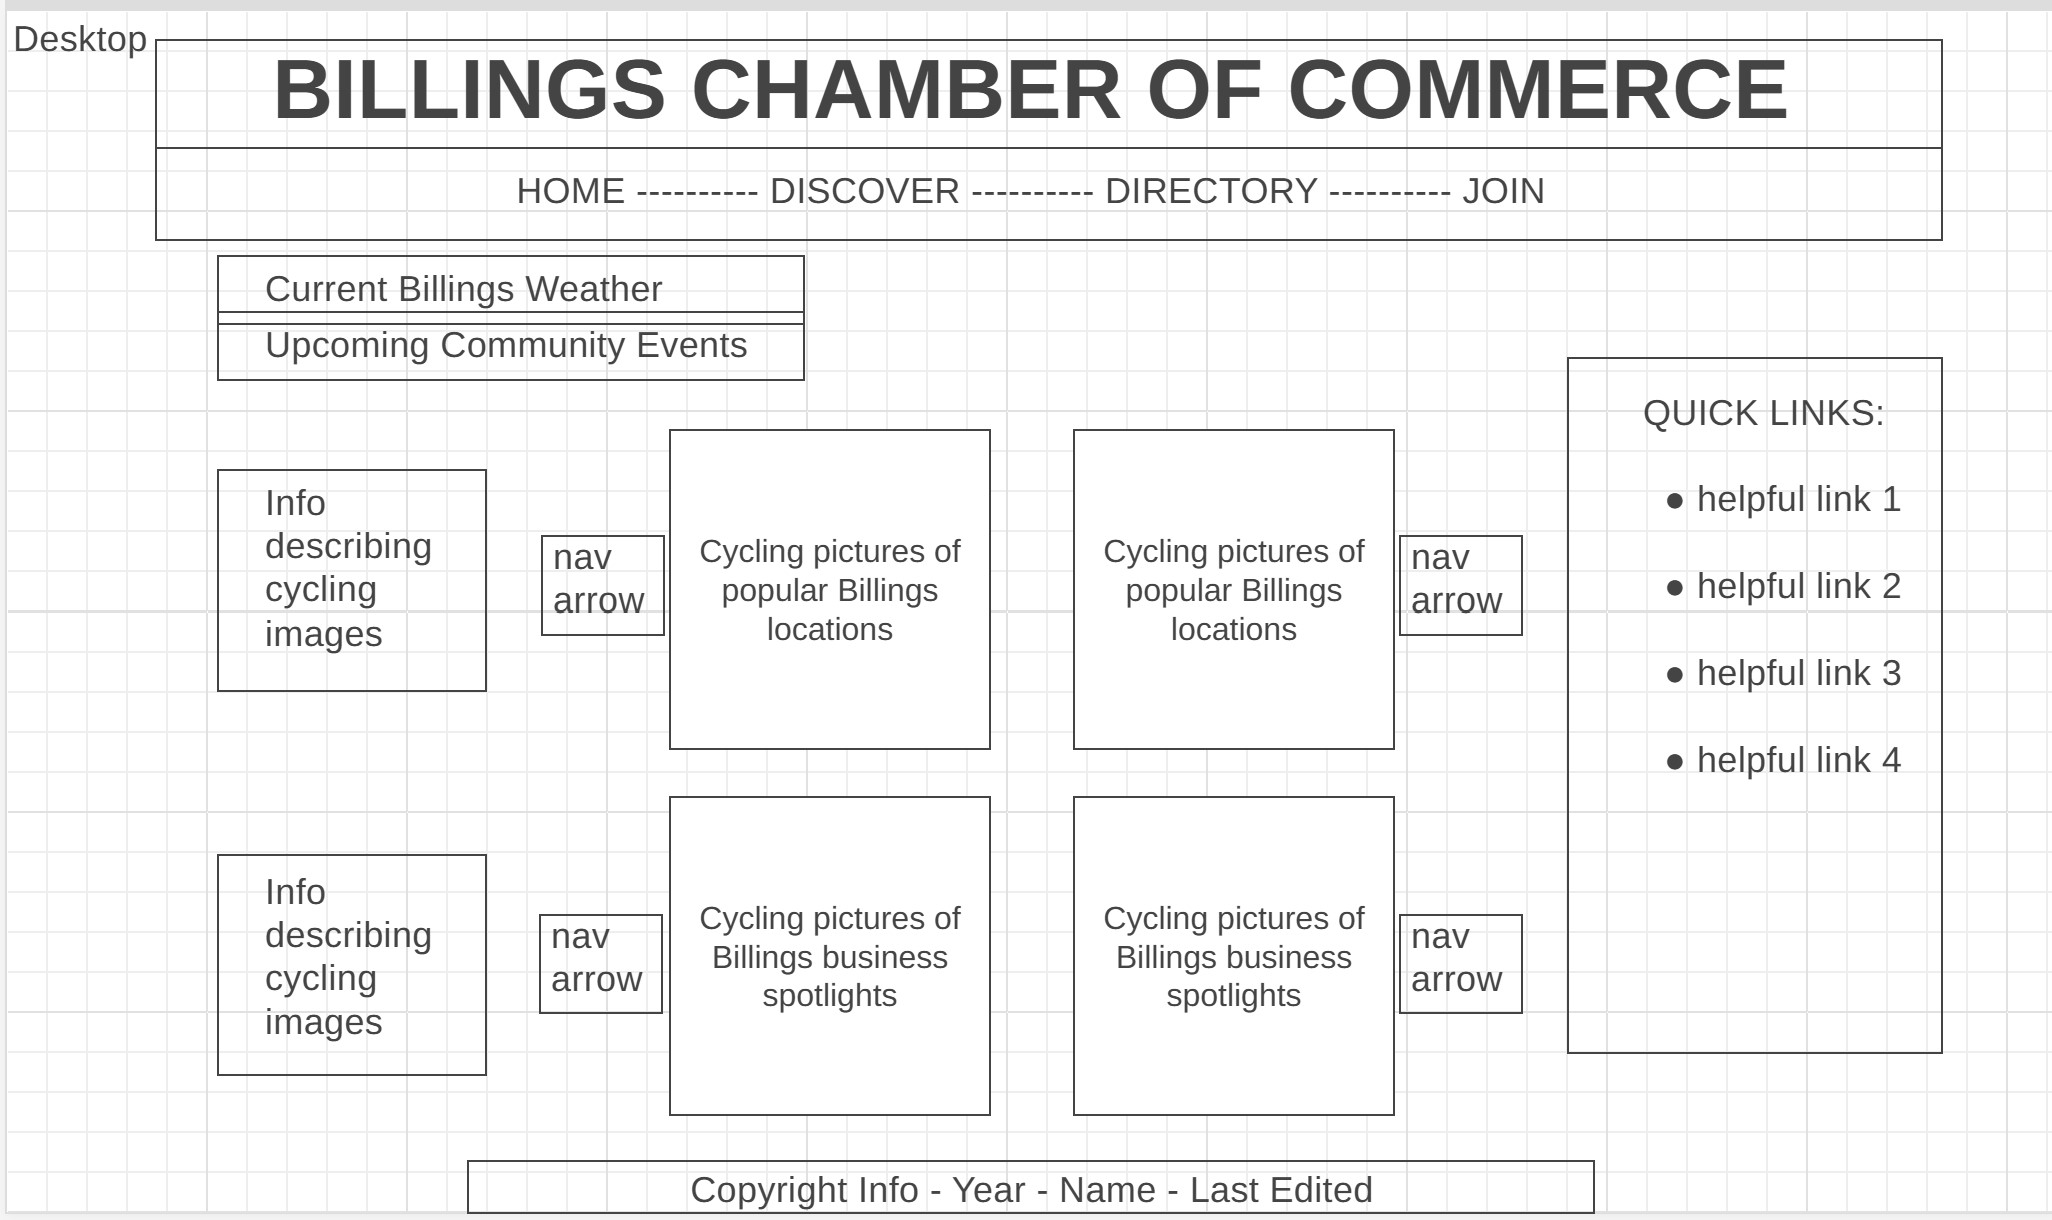 Desktop
BILLINGS CHAMBER OF COMMERCE
HOME ---------- DISCOVER ---------- DIRECTORY ---------- JOIN
Current Billings Weather
Upcoming Community Events
Info
describing
cycling
images
nav
arrow
Cycling pictures of
popular Billings
locations
Cycling pictures of
popular Billings
locations
nav
arrow
QUICK LINKS:
● helpful link 1
● helpful link 2
● helpful link 3
● helpful link 4
Info
describing
cycling
images
nav
arrow
Cycling pictures of
Billings business
spotlights
Cycling pictures of
Billings business
spotlights
nav
arrow
Copyright Info - Year - Name - Last Edited